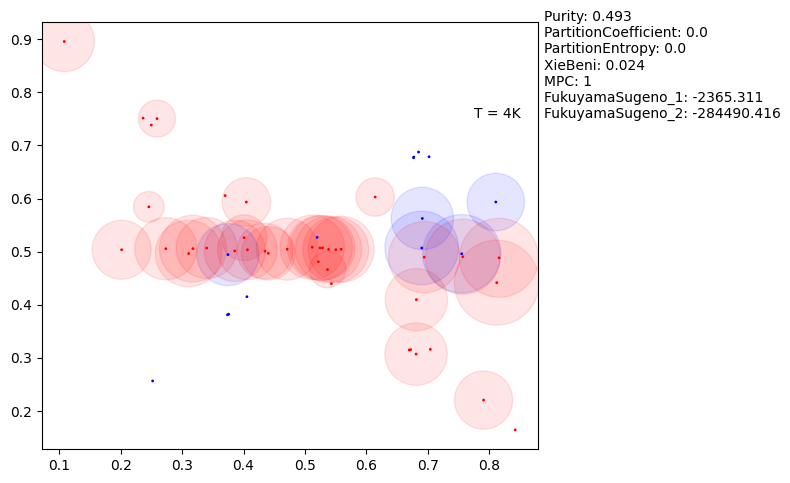 Purity: 0.493
PartitionCoefficient: 0.0
PartitionEntropy: 0.0
XieBeni: 0.024
MPC: 1
FukuyamaSugeno_1: -2365.311
FukuyamaSugeno_2: -284490.416
T = 4K
0.9
0.8
0.7
0.6
0.5
0.4
0.3
0.2
0.1 0.2 0.3 0.4 0.5 0.6 0.7 0.8